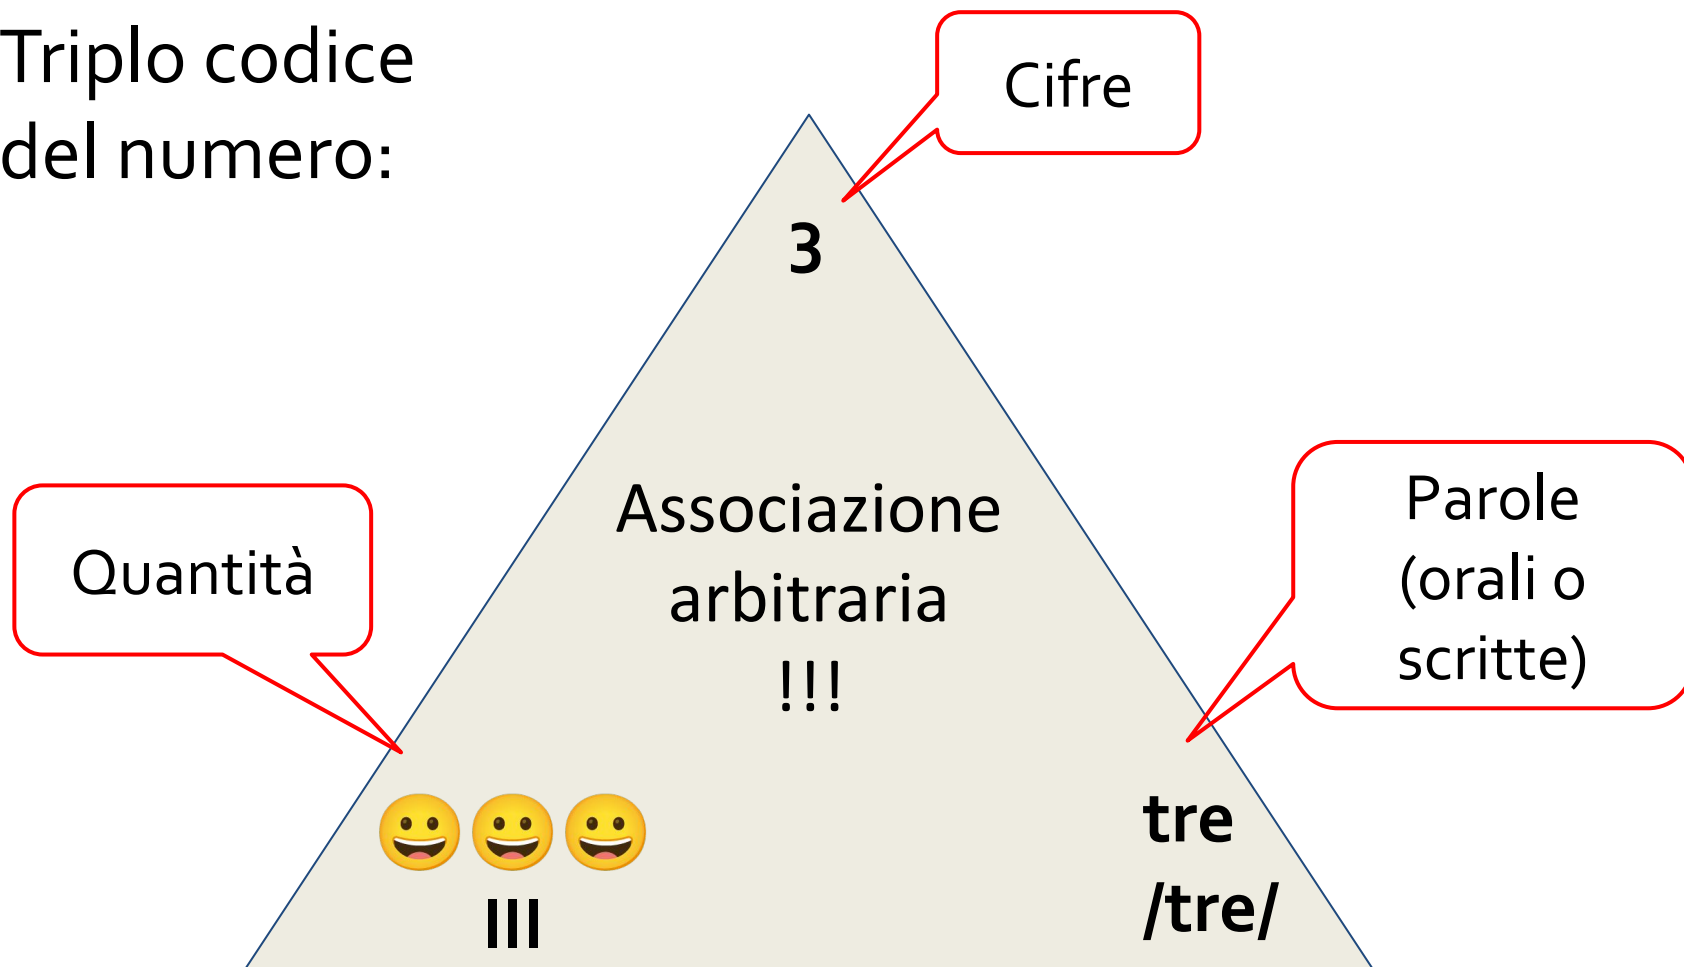 Triplo codice
del numero:
Cifre
3
Associazione
arbitraria
!!!
Quantità
Parole
(orali o
scritte)
😀😀😀
III
tre
/tre/